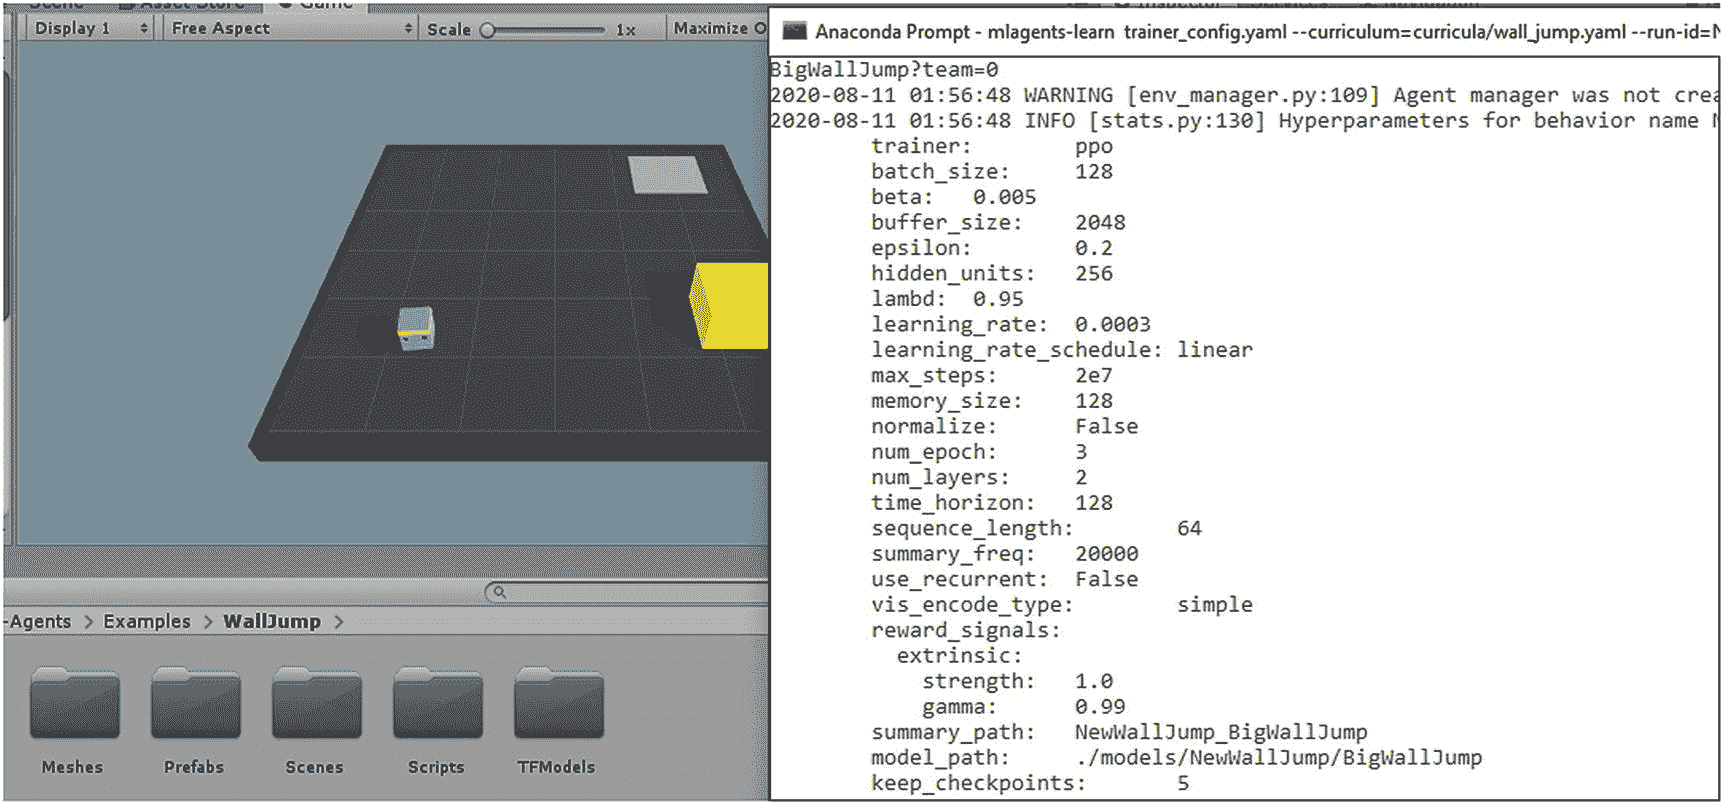 Scene Asset Store Game
Display 1 Free Aspect Scale 1x Maximize O
-Agents > Examples > WallJump >
Meshes Prefabs Scenes Scripts TFModels
Anaconda Prompt - mlagents-learn trainer_config.yaml --curriculum=curricula/wall_jump.yaml --run-id=N
BigWallJump?team=0
2020-08-11 01:56:48 WARNING [env_manager.py:109] Agent manager was not crea
2020-08-11 01:56:48 INFO [stats.py:130] Hyperparameters for behavior name N
trainer: ppo
batch_size: 128
beta: 0.005
buffer_size: 2048
epsilon: 0.2
hidden_units: 256
lambd: 0.95
learning_rate: 0.0003
learning_rate_schedule: linear
max_steps: 2e7
memory_size: 128
normalize: False
num_epoch: 3
num_layers: 2
time_horizon: 128
sequence_length: 64
summary_freq: 20000
use_recurrent: False
vis_encode_type: simple
reward_signals:
extrinsic:
strength: 1.0
gamma: 0.99
summary_path: NewWallJump_BigWallJump
model_path: ./models/NewWallJump/BigWallJump
keep_checkpoints: 5